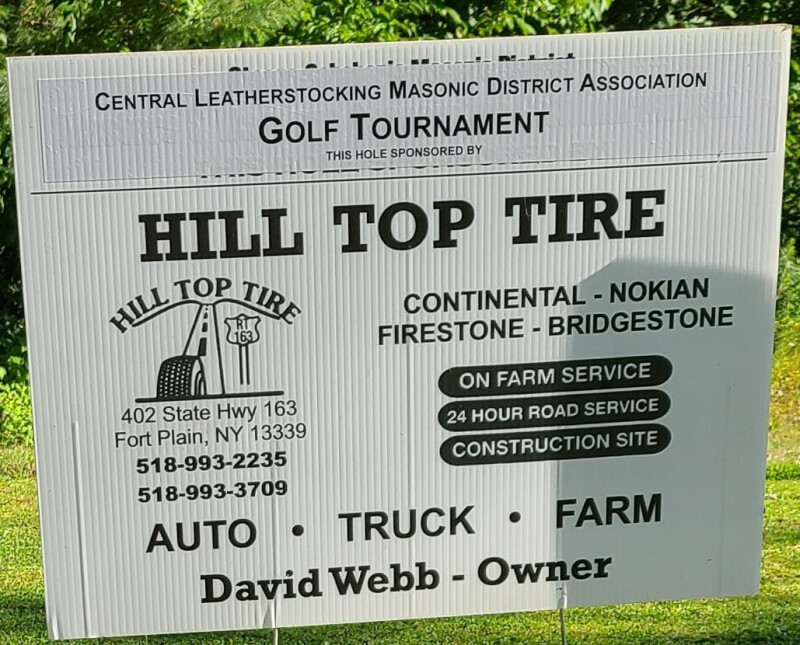 CENTRAL LEATHERSTOCKING MASONIC DISTRICT ASSOCIATION
GOLF TOURNAMENT
THIS HOLE SPONSORED BY
HILL TOP TIRE
HILL TOP TIRE
RT
163
402 State Hwy 163
Fort Plain, NY 13339
518-993-2235
518-993-3709
CONTINENTAL - NOKIAN
FIRESTONE - BRIDGESTONE
ON FARM SERVICE
24 HOUR ROAD SERVICE
CONSTRUCTION SITE
AUTO • TRUCK • FARM
David Webb - Owner